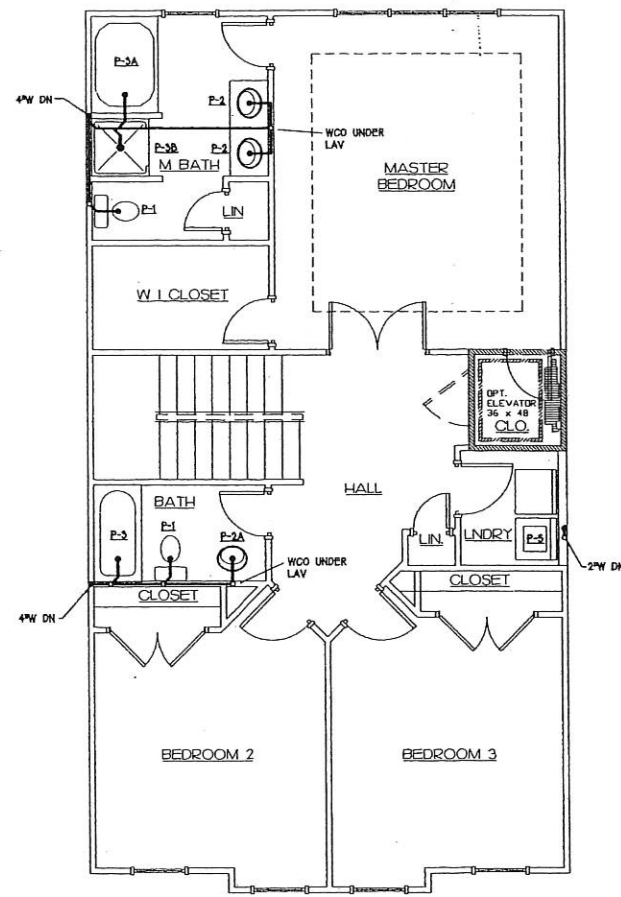 P-3A
4"W DN
P-2
WCO UNDER
LAV
P-3B
P-2
M BATH
MASTER
BEDROOM
P-1
LIN
W I CLOSET
OPT.
ELEVATOR
36 x 48
CLO.
HALL
BATH
P-3
P-1
P-2A
LIN.
LNDRY
P-5
WCO UNDER
LAV
2"W DN
CLOSET
CLOSET
4"W DN
BEDROOM 2
BEDROOM 3